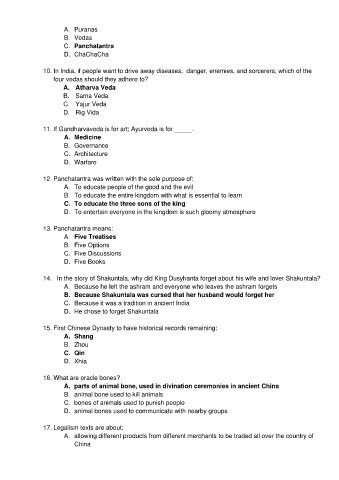 A. Puranas
B. Vedas
C. Panchatantra
D. ChaChaCha
10. In India, if people want to drive away diseases, danger, enemies, and sorcerers, which of the
four vedas should they adhere to?
A. Atharva Veda
B. Sama Veda
C. Yajur Veda
D. Rig Vida
11. If Gandharvaveda is for art; Ayurveda is for _____.
A. Medicine
B. Governance
C. Architecture
D. Warfare
12. Panchatantra was written with the sole purpose of:
A. To educate people of the good and the evil
B. To educate the entire kingdom with what is essential to learn
C. To educate the three sons of the king
D. To entertain everyone in the kingdom is such gloomy atmosphere
13. Panchatantra means:
A. Five Treatises
B. Five Options
C. Five Discussions
D. Five Books
14. In the story of Shakuntala, why did King Dusyhanta forget about his wife and lover Shakuntala?
A. Because he left the ashram and everyone who leaves the ashram forgets
B. Because Shakuntala was cursed that her husband would forget her
C. Because it was a tradition in ancient India
D. He chose to forget Shakuntala
15. First Chinese Dynasty to have historical records remaining:
A. Shang
B. Zhou
C. Qin
D. Xhia
16. What are oracle bones?
A. parts of animal bone, used in divination ceremonies in ancient China
B. animal bone used to kill animals
C. bones of animals used to punish people
D. animal bones used to communicate with nearby groups
17. Legalism texts are about:
A. allowing different products from different merchants to be traded all over the country of
China